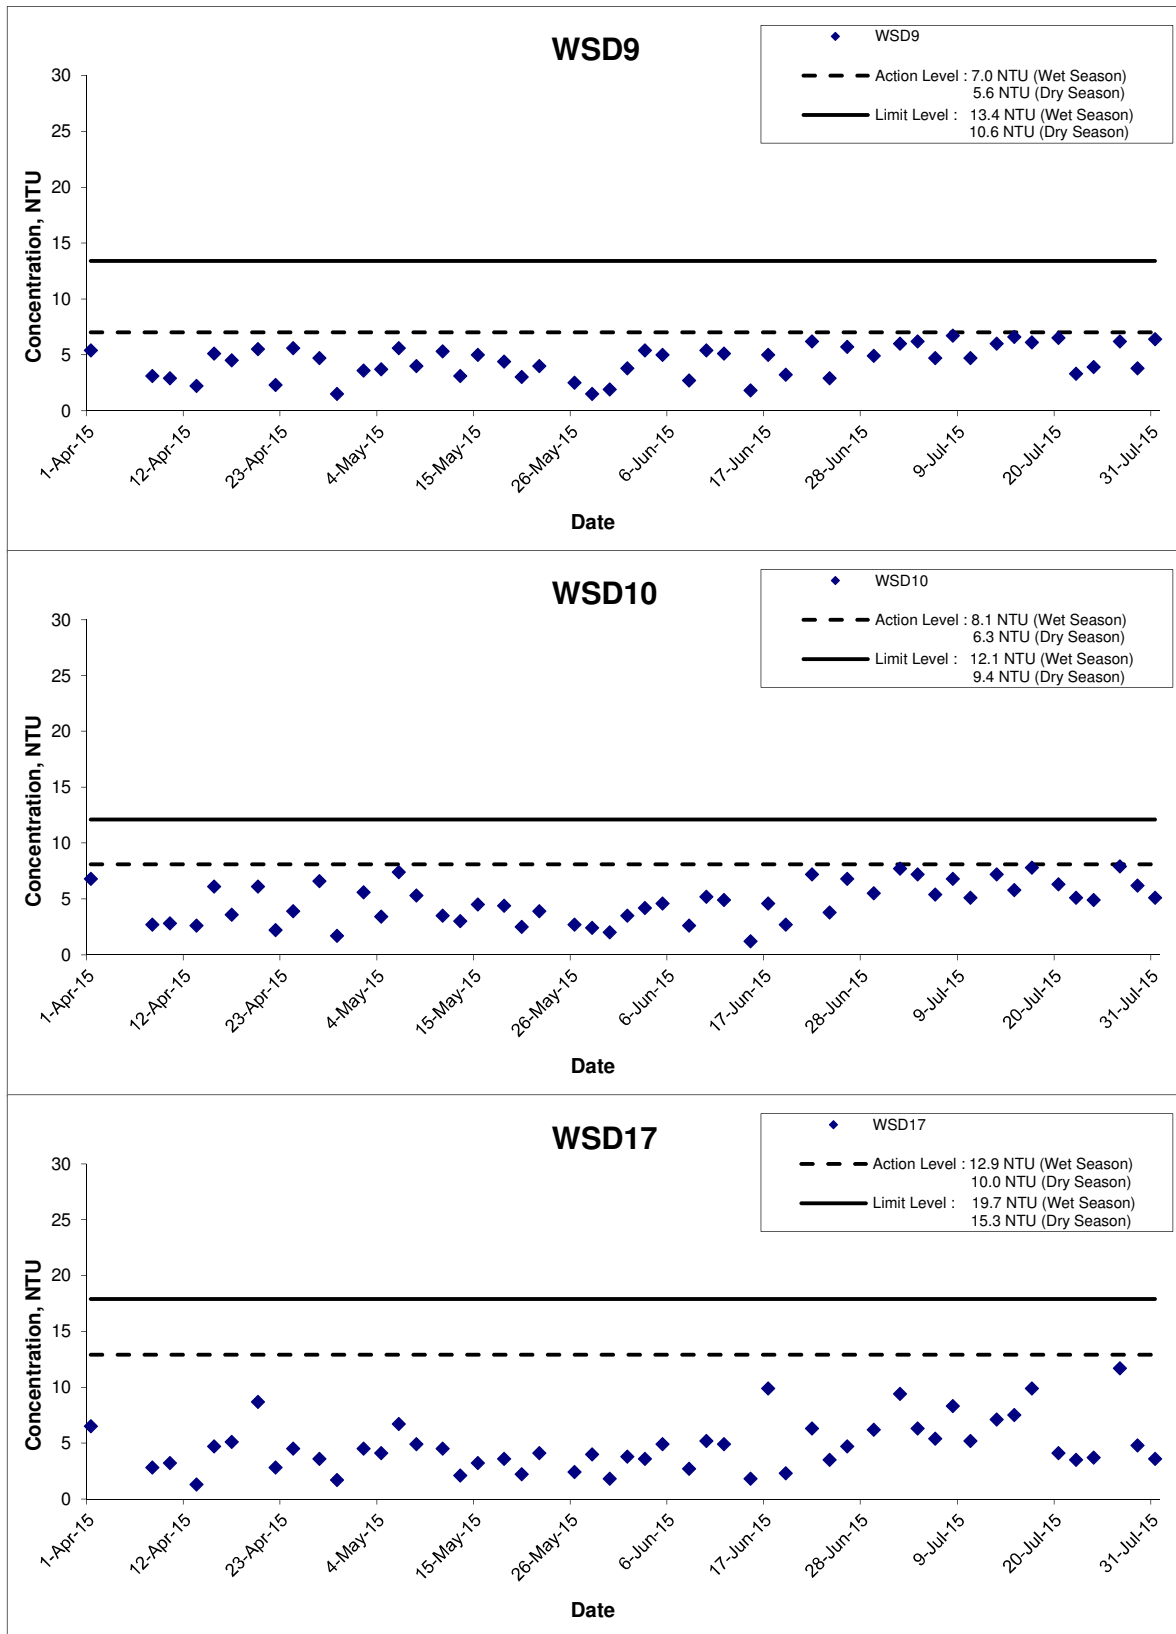 WSD9
WSD9
Action Level : 7.0 NTU (Wet Season)
5.6 NTU (Dry Season)
Limit Level : 13.4 NTU (Wet Season)
10.6 NTU (Dry Season)
Concentration, NTU
30
25
20
15
10
5
0
1-Apr-15
12-Apr-15
23-Apr-15
4-May-15
15-May-15
26-May-15
6-Jun-15
17-Jun-15
28-Jun-15
9-Jul-15
20-Jul-15
31-Jul-15
Date
WSD10
WSD10
Action Level : 8.1 NTU (Wet Season)
6.3 NTU (Dry Season)
Limit Level : 12.1 NTU (Wet Season)
9.4 NTU (Dry Season)
Concentration, NTU
30
25
20
15
10
5
0
1-Apr-15
12-Apr-15
23-Apr-15
4-May-15
15-May-15
26-May-15
6-Jun-15
17-Jun-15
28-Jun-15
9-Jul-15
20-Jul-15
31-Jul-15
Date
WSD17
WSD17
Action Level : 12.9 NTU (Wet Season)
10.0 NTU (Dry Season)
Limit Level : 19.7 NTU (Wet Season)
15.3 NTU (Dry Season)
Concentration, NTU
30
25
20
15
10
5
0
1-Apr-15
12-Apr-15
23-Apr-15
4-May-15
15-May-15
26-May-15
6-Jun-15
17-Jun-15
28-Jun-15
9-Jul-15
20-Jul-15
31-Jul-15
Date